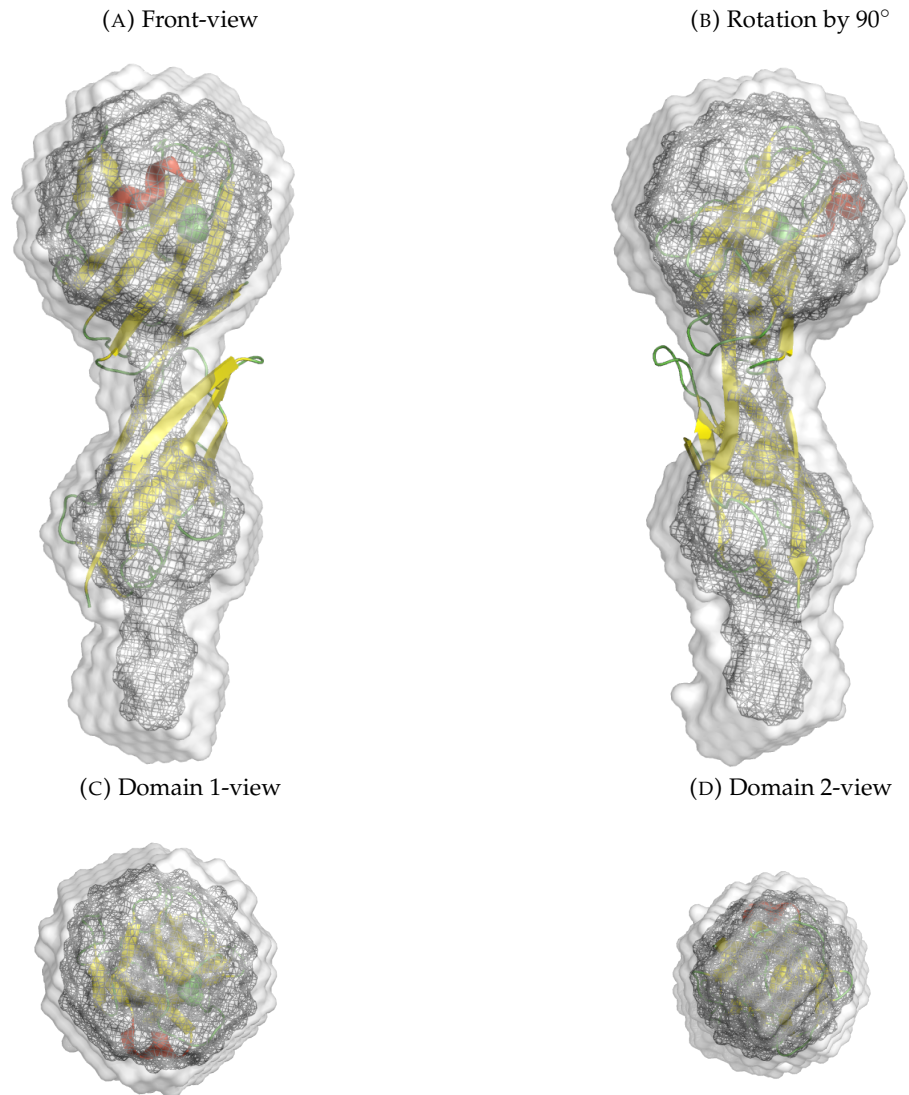 (A) Front-view
(B) Rotation by 90°
(C) Domain 1-view
(D) Domain 2-view